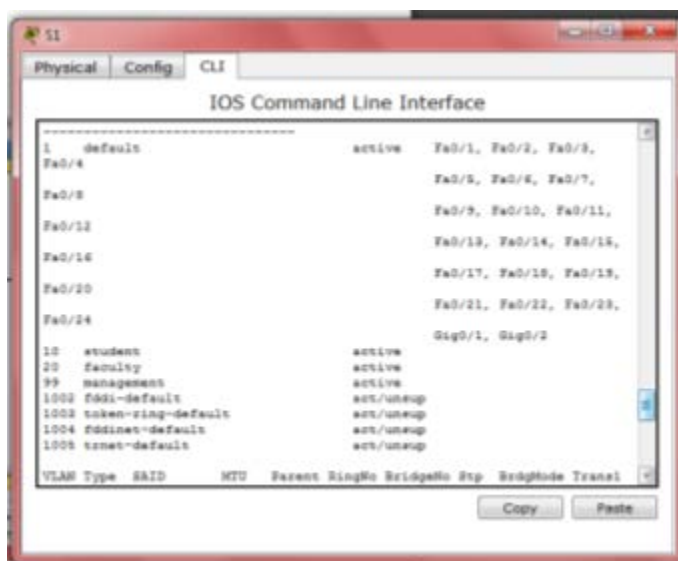 S1
Physical Config CLI
IOS Command Line Interface
--------------------------------
1 default active Fa0/1, Fa0/2, Fa0/3,
Fa0/4
Fa0/5, Fa0/6, Fa0/7,
Fa0/8
Fa0/9, Fa0/10, Fa0/11,
Fa0/12
Fa0/13, Fa0/14, Fa0/15,
Fa0/16
Fa0/17, Fa0/18, Fa0/19,
Fa0/20
Fa0/21, Fa0/22, Fa0/23,
Fa0/24
Gig0/1, Gig0/2
10 student active
20 faculty active
99 management active
1002 fddi-default act/unsup
1003 token-ring-default act/unsup
1004 fddinet-default act/unsup
1005 trnet-default act/unsup
VLAN Type SAID MTU Parent RingNo BridgeNo Stp BrdgMode Trans1
Copy Paste